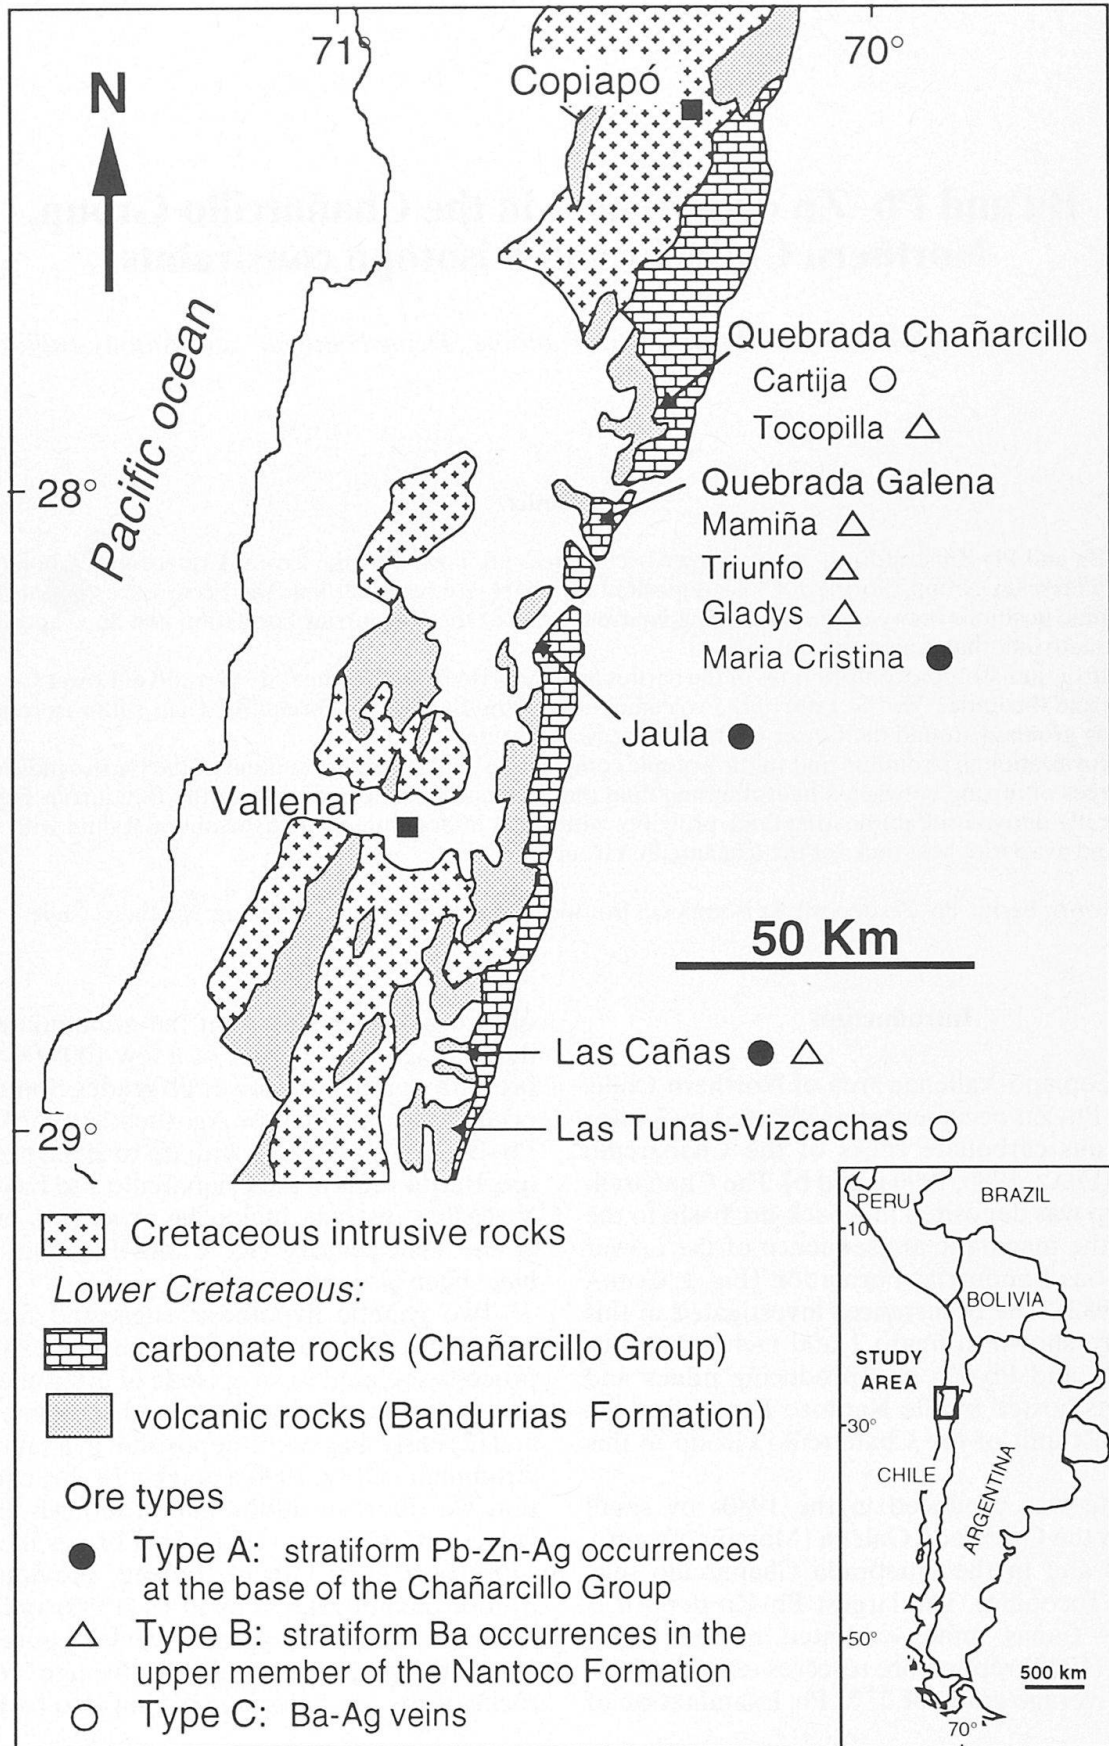 71°
70°
N
Copiapó
Pacific ocean
Quebrada Chañarcillo
Cartija
Tocopilla
28°
Quebrada Galena
Mamiña
Triunfo
Gladys
Maria Cristina
Jaula
Vallenar
50 Km
Las Cañas
Las Tunas-Vizcachas
29°
Cretaceous intrusive rocks
Lower Cretaceous:
carbonate rocks (Chañarcillo Group)
volcanic rocks (Bandurrias Formation)
Ore types
Type A: stratiform Pb-Zn-Ag occurrences
at the base of the Chañarcillo Group
Type B: stratiform Ba occurrences in the
upper member of the Nantoco Formation
Type C: Ba-Ag veins
PERU
BRAZIL
10°
BOLIVIA
STUDY
AREA
30°
CHILE
ARGENTINA
50°
500 km
70°